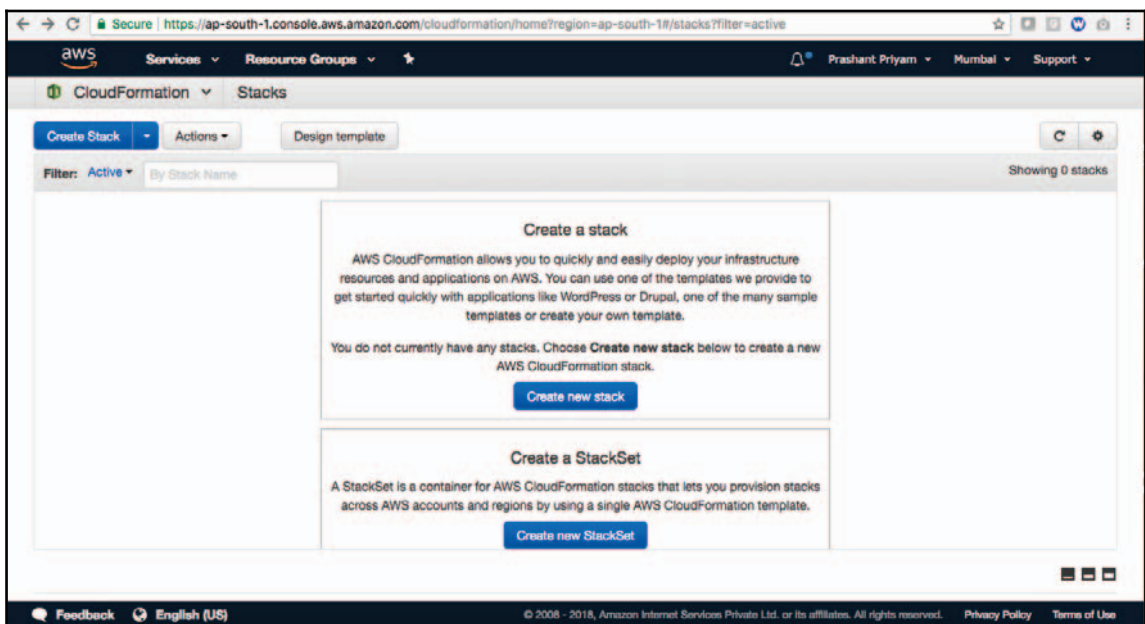 Secure | https://ap-south-1.console.aws.amazon.com/cloudformation/home?region=ap-south-1#/stacks?filter=active
aws Services Resource Groups Prashant Priyam Mumbai Support
CloudFormation Stacks
Create Stack Actions Design template
Filter: Active By Stack Name Showing 0 stacks
Create a stack
AWS CloudFormation allows you to quickly and easily deploy your infrastructure
resources and applications on AWS. You can use one of the templates we provide to
get started quickly with applications like WordPress or Drupal, one of the many sample
templates or create your own template.
You do not currently have any stacks. Choose Create new stack below to create a new
AWS CloudFormation stack.
Create new stack
Create a StackSet
A StackSet is a container for AWS CloudFormation stacks that lets you provision stacks
across AWS accounts and regions by using a single AWS CloudFormation template.
Create new StackSet
Feedback English (US) © 2008 - 2018, Amazon Internet Services Private Ltd. or its affiliates. All rights reserved. Privacy Policy Terms of Use